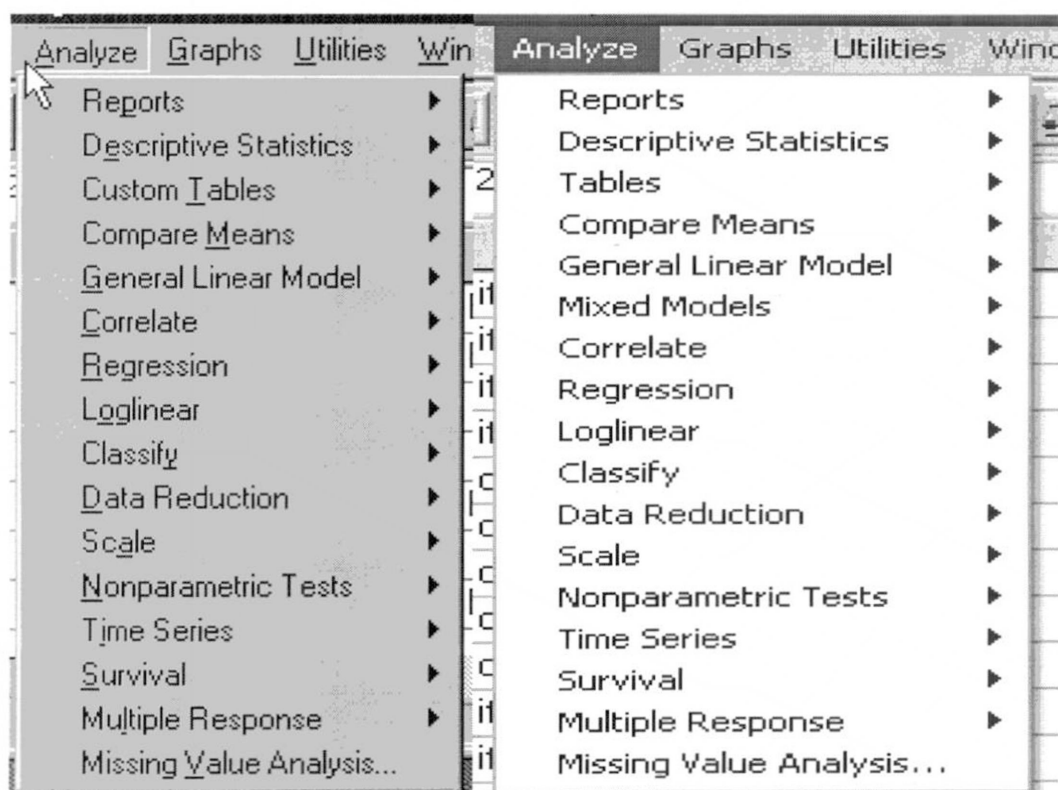 Analyze Graphs Utilities Win
Reports
Descriptive Statistics
Custom Tables
Compare Means
General Linear Model
Correlate
Regression
Loglinear
Classify
Data Reduction
Scale
Nonparametric Tests
Time Series
Survival
Multiple Response
Missing Value Analysis...
Analyze Graphs Utilities Wind
Reports
Descriptive Statistics
Tables
Compare Means
General Linear Model
Mixed Models
Correlate
Regression
Loglinear
Classify
Data Reduction
Scale
Nonparametric Tests
Time Series
Survival
Multiple Response
Missing Value Analysis...